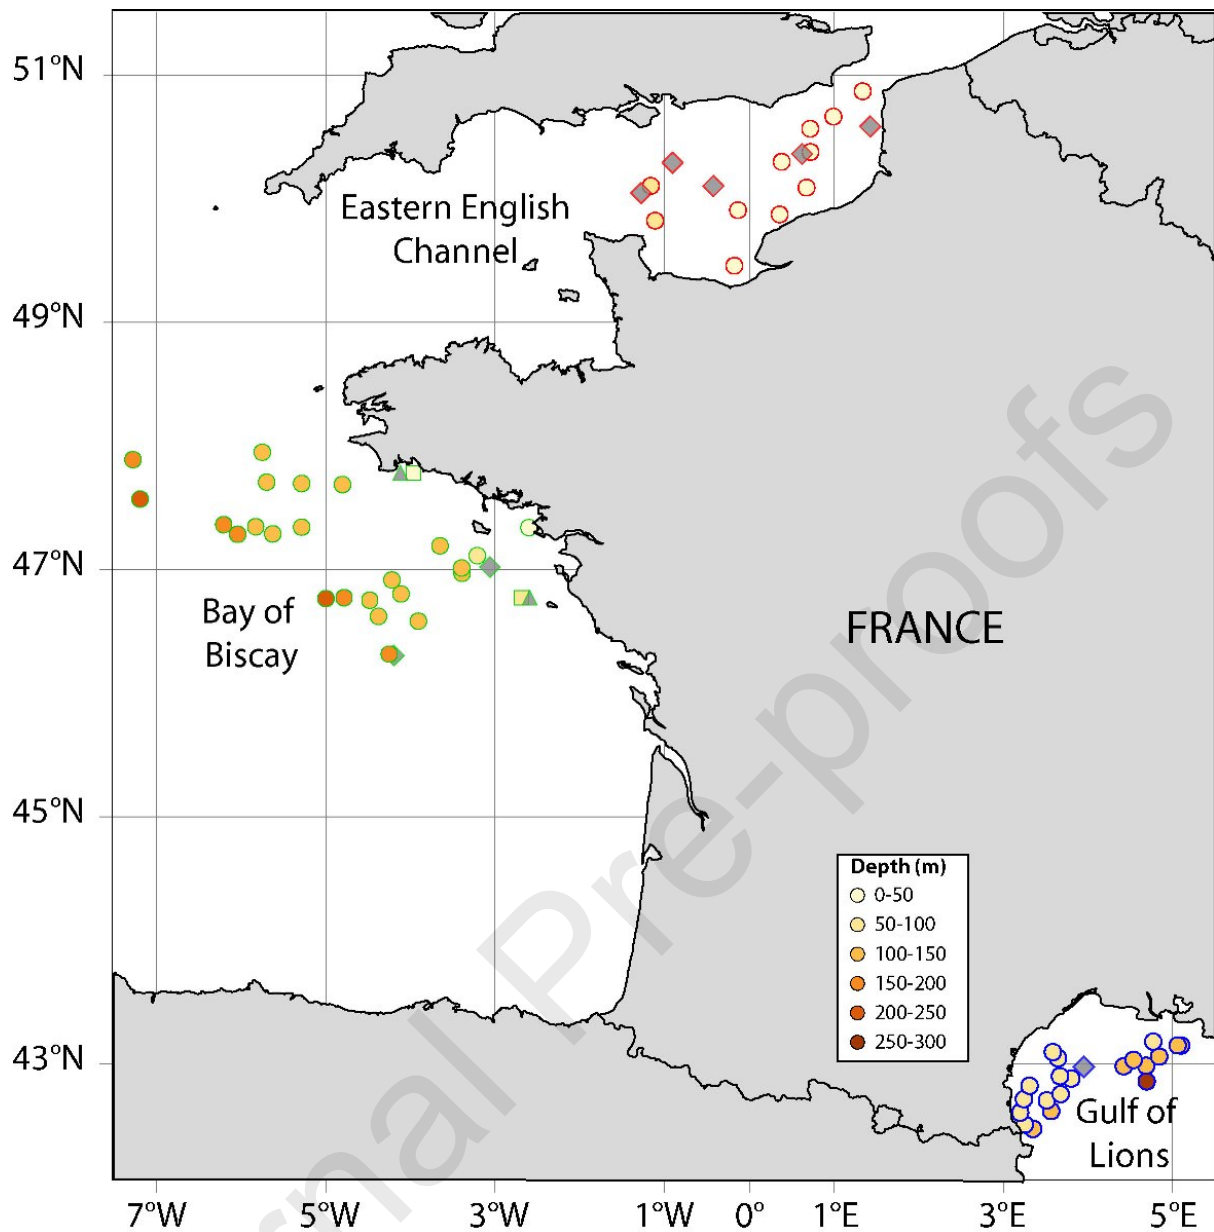 51°N
Eastern English
Channel
49°N
47°N
Bay of
Biscay
FRANCE
45°N
Depth (m)
0-50
50-100
100-150
150-200
200-250
250-300
43°N
Gulf of
Lions
7°W
5°W
3°W
1°W
0°
1°E
3°E
5°E
nal Pre-proofs